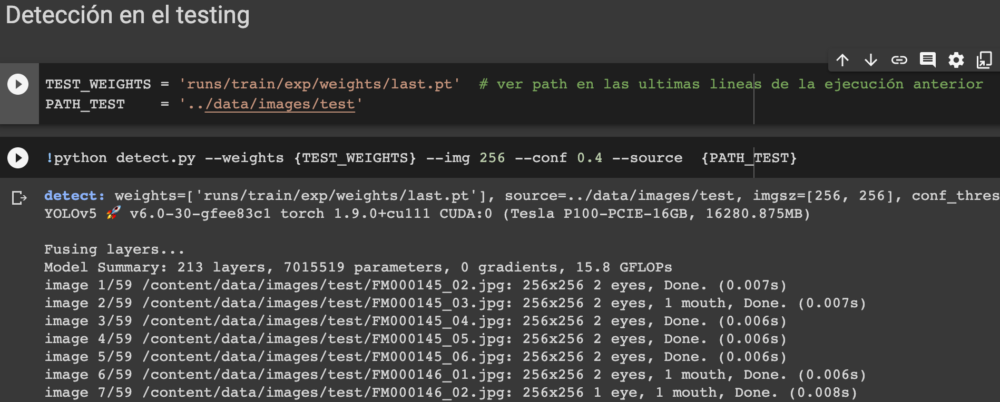 Detección en el testing
TEST_WEIGHTS = 'runs/train/exp/weights/last.pt'  # ver path en las ultimas lineas de la ejecución anterior
PATH_TEST    = '../data/images/test'
!python detect.py --weights {TEST_WEIGHTS} --img 256 --conf 0.4 --source  {PATH_TEST}
detect: weights=['runs/train/exp/weights/last.pt'], source=../data/images/test, imgsz=[256, 256], conf_thres
YOLOv5 🚀 v6.0-30-gfee83c1 torch 1.9.0+cu111 CUDA:0 (Tesla P100-PCIE-16GB, 16280.875MB)
Fusing layers...
Model Summary: 213 layers, 7015519 parameters, 0 gradients, 15.8 GFLOPs
image 1/59 /content/data/images/test/FM000145_02.jpg: 256x256 2 eyes, Done. (0.007s)
image 2/59 /content/data/images/test/FM000145_03.jpg: 256x256 2 eyes, 1 mouth, Done. (0.007s)
image 3/59 /content/data/images/test/FM000145_04.jpg: 256x256 2 eyes, Done. (0.006s)
image 4/59 /content/data/images/test/FM000145_05.jpg: 256x256 2 eyes, Done. (0.006s)
image 5/59 /content/data/images/test/FM000145_06.jpg: 256x256 2 eyes, Done. (0.006s)
image 6/59 /content/data/images/test/FM000146_01.jpg: 256x256 2 eyes, 1 mouth, Done. (0.006s)
image 7/59 /content/data/images/test/FM000146_02.jpg: 256x256 1 eye, 1 mouth, Done. (0.008s)